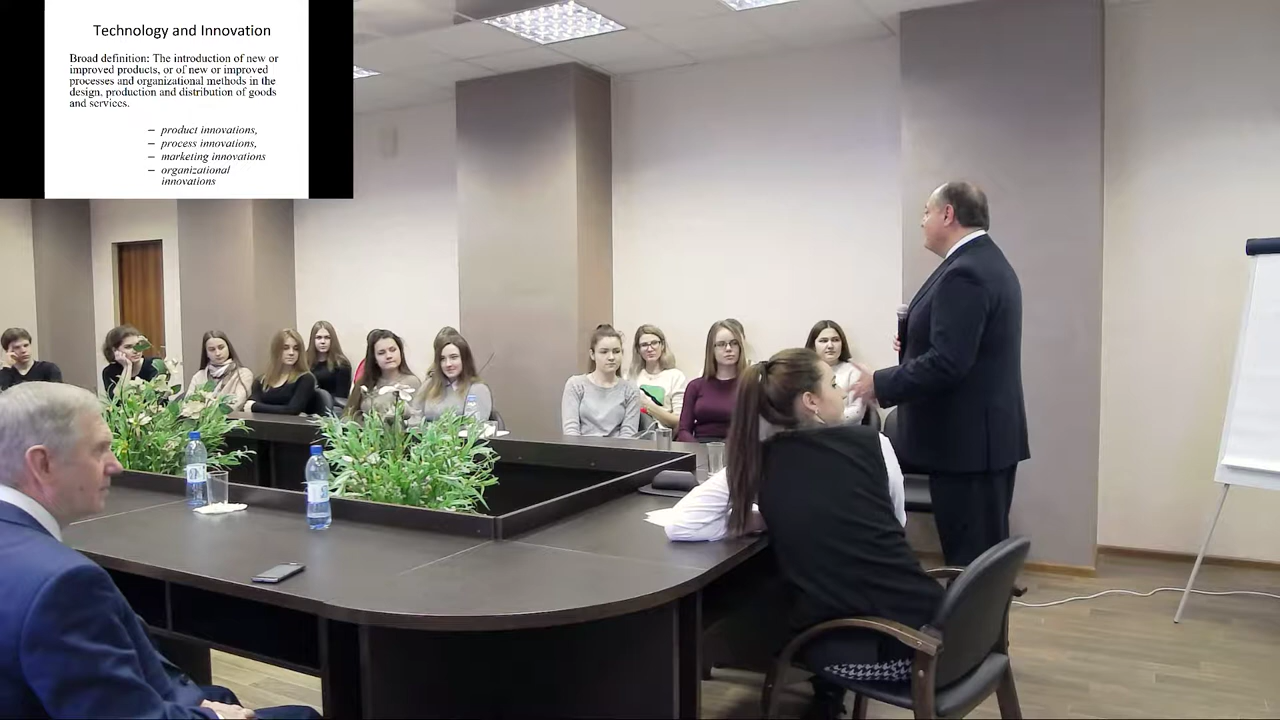 Technology and Innovation
Broad definition: The introduction of new or
improved products, or of new or improved
processes and organizational methods in the
design, production and distribution of goods
and services.
– product innovations,
– process innovations,
– marketing innovations
– organizational
innovations